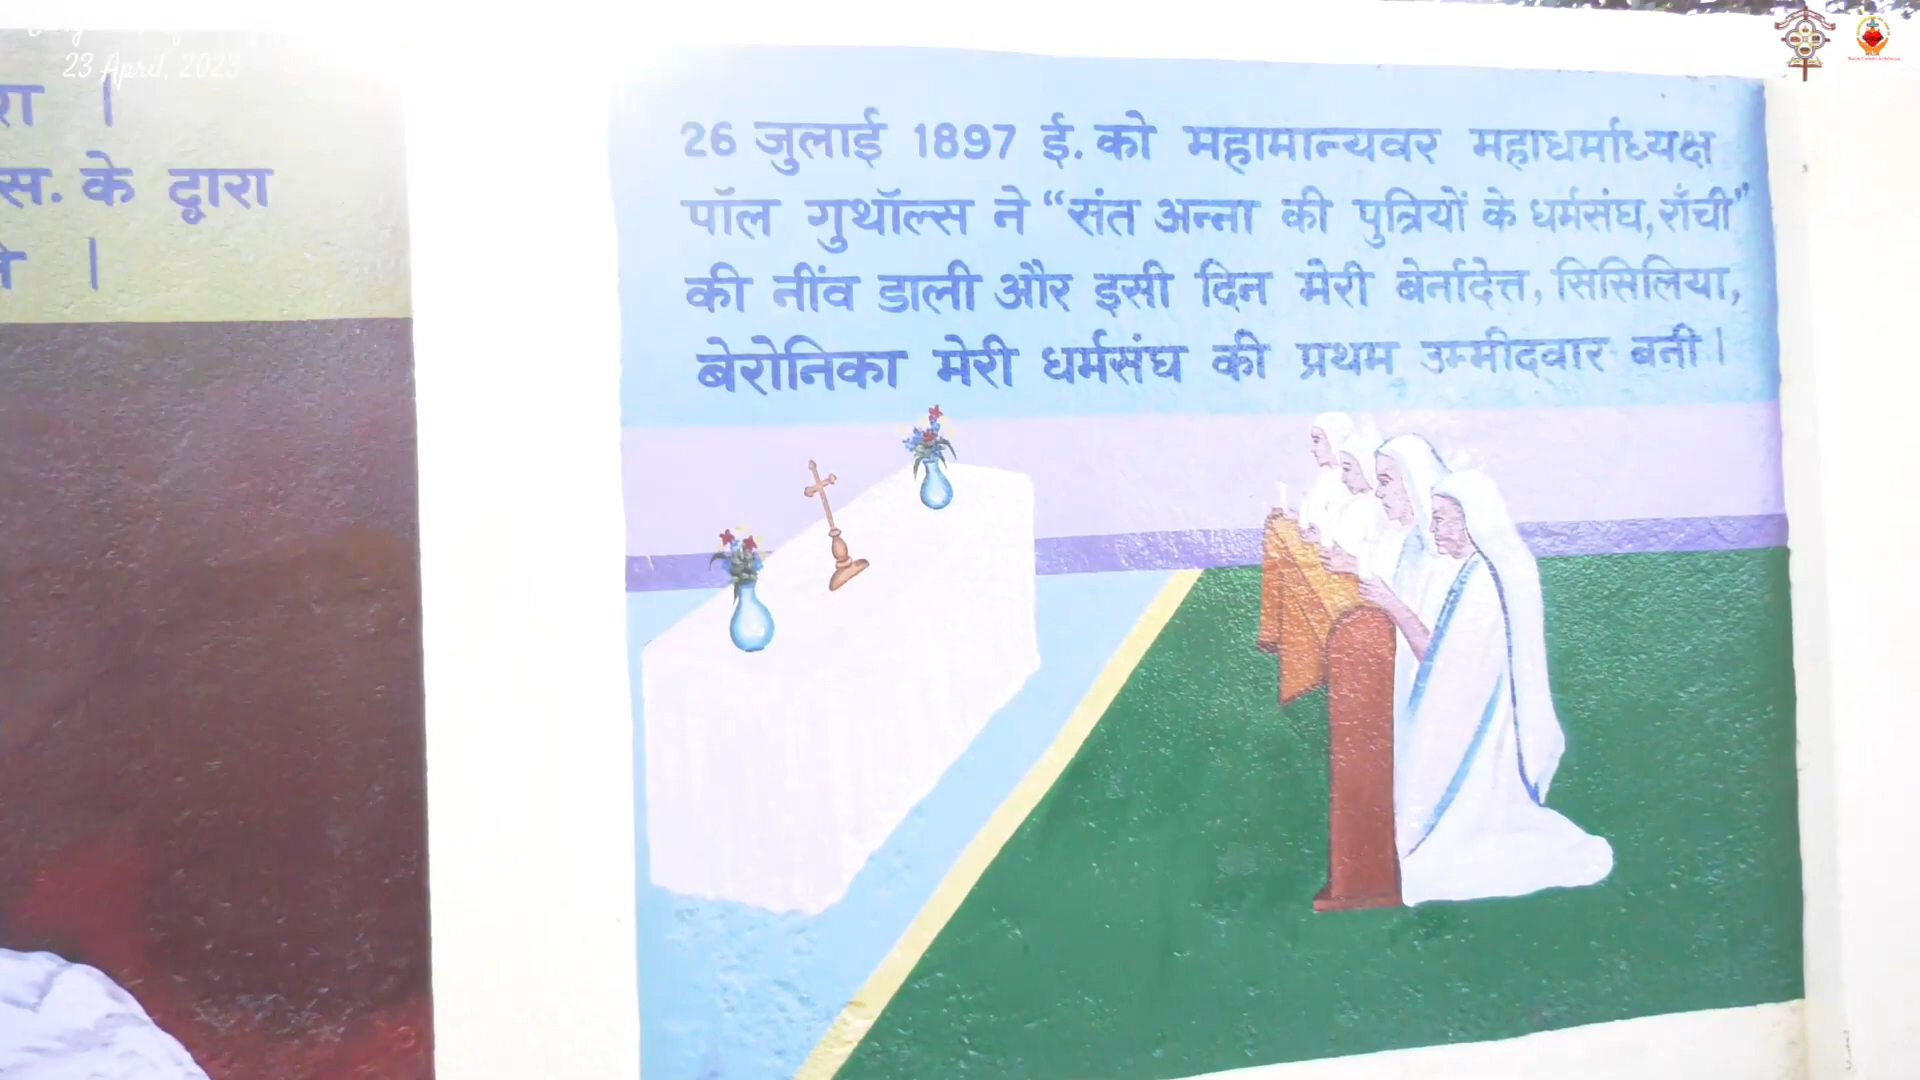 23 April, 2023
रा |
स. के द्वारा
|
26 जुलाई 1897 ई. को महामान्यवर महाधर्माध्यक्ष
पॉल गुथॉल्स ने “संत अन्ना की पुत्रियों के धर्मसंघ, राँची”
की नींव डाली और इसी दिन मेरी बेर्नादेत्त, सिसिलिया,
बेरोनिका मेरी धर्मसंघ की प्रथम उम्मीदवार बनी |